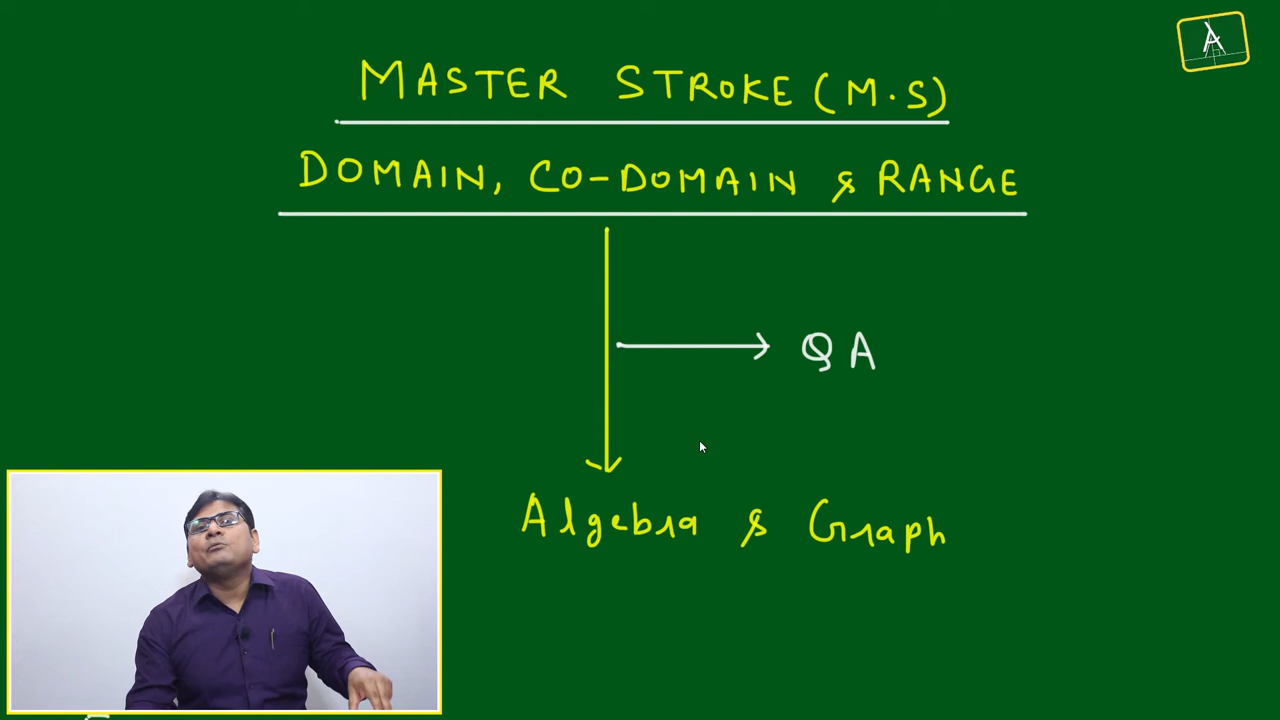 A
MASTER STROKE (M.S)
DOMAIN, CO-DOMAIN & RANGE
QA
Algebra & Graph